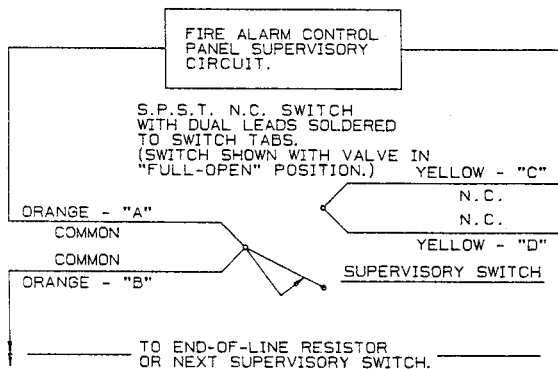 FIRE ALARM CONTROL
PANEL SUPERVISORY
CIRCUIT.
S.P.S.T. N.C. SWITCH
WITH DUAL LEADS SOLDERED
TO SWITCH TABS.
(SWITCH SHOWN WITH VALVE IN
"FULL-OPEN" POSITION.)
YELLOW - "C"
N.C.
N.C.
YELLOW - "D"
ORANGE - "A"
COMMON
COMMON
ORANGE - "B"
SUPERVISORY SWITCH
TO END-OF-LINE RESISTOR
OR NEXT SUPERVISORY SWITCH.